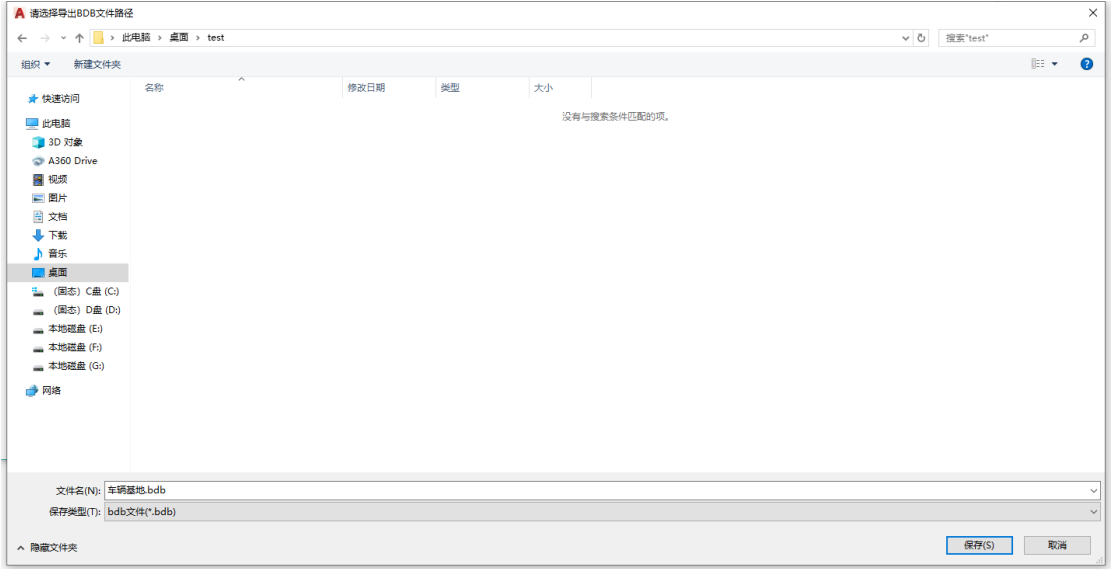 请选择导出BDB文件路径
此电脑 › 桌面 › test
搜索"test"
组织 新建文件夹
名称 修改日期 类型 大小
没有与搜索条件匹配的项。
快速访问
此电脑
3D 对象
A360 Drive
视频
图片
文档
下载
音乐
桌面
(固态) C盘 (C:)
(固态) D盘 (D:)
本地磁盘 (E:)
本地磁盘 (F:)
本地磁盘 (G:)
网络
文件名(N): 车辆基地.bdb
保存类型(T): bdb文件(*.bdb)
隐藏文件夹
保存(S) 取消